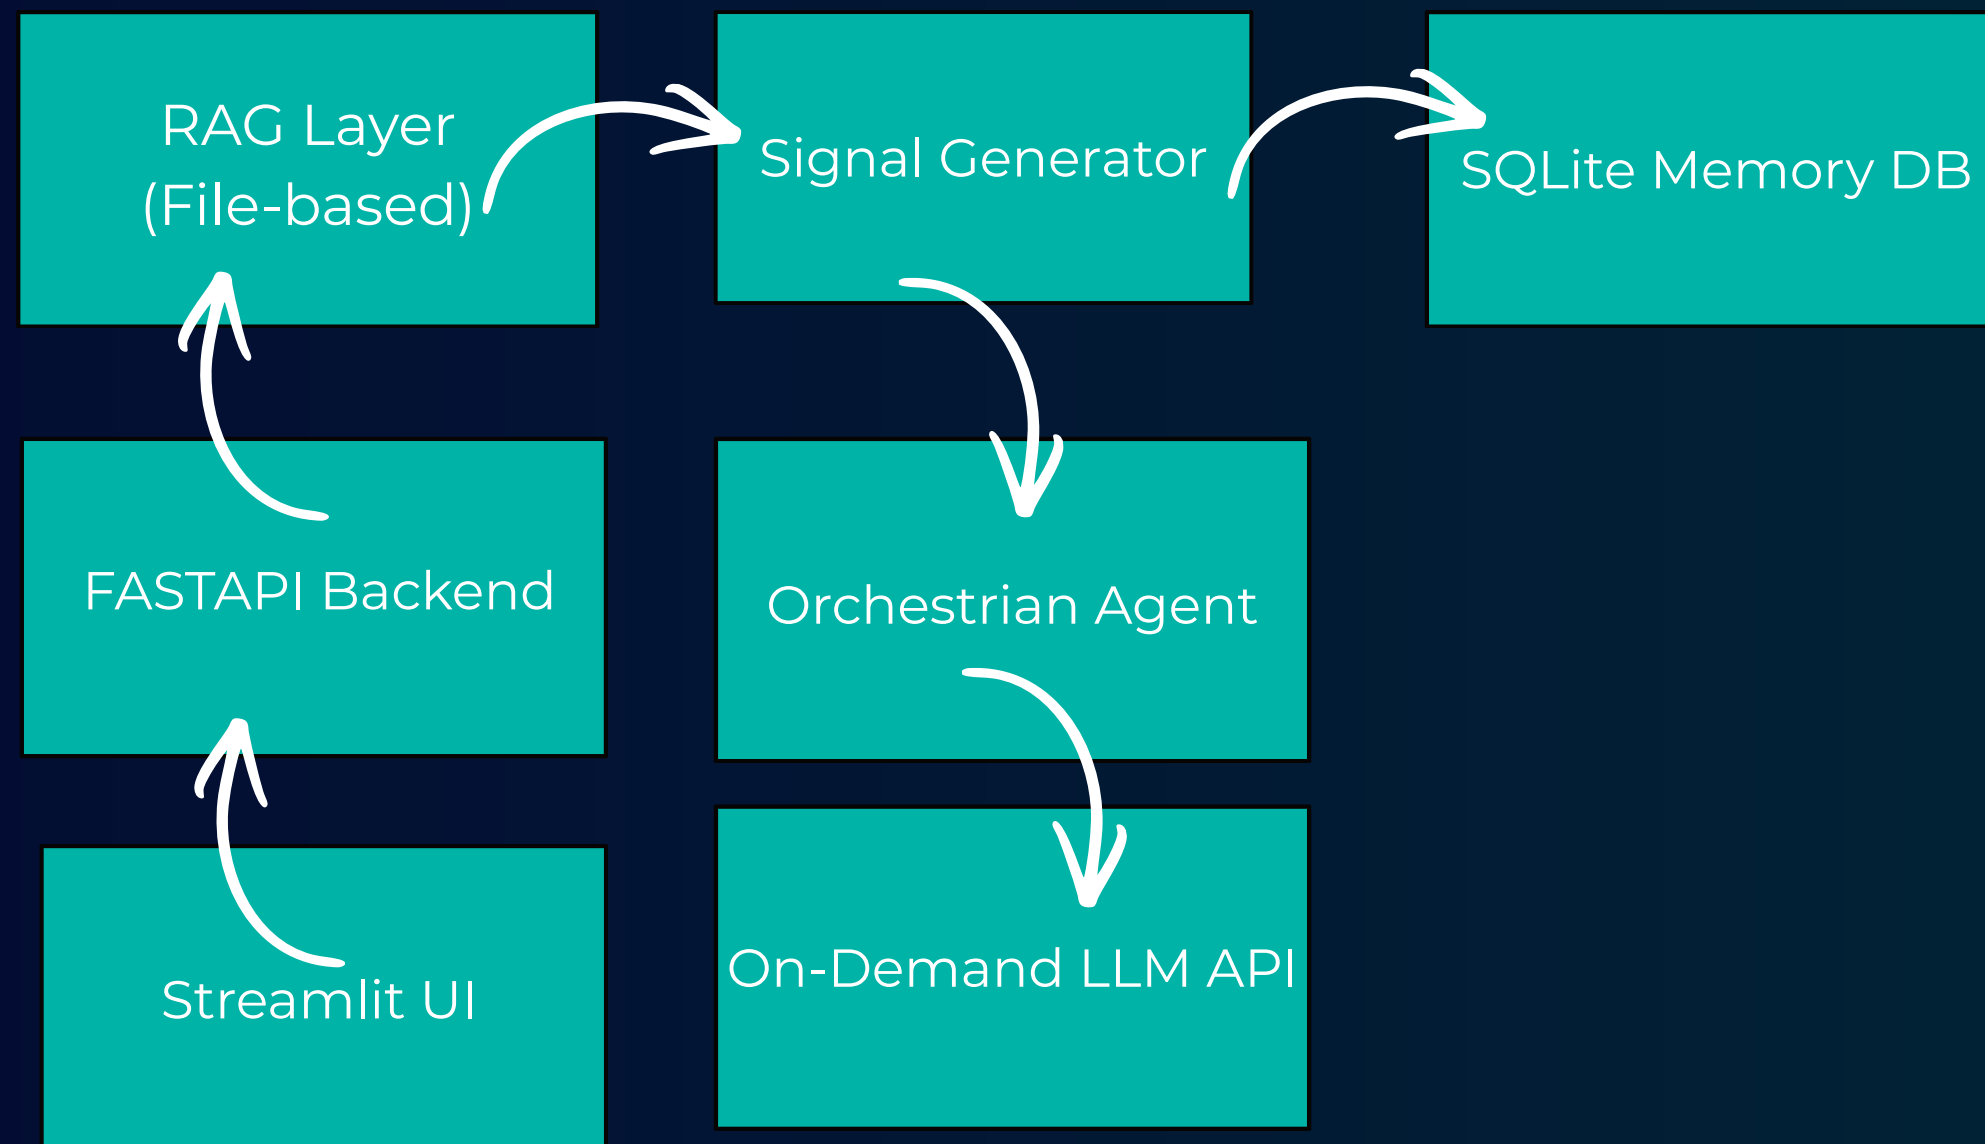 RAG Layer
(File-based)
Signal Generator
SQLite Memory DB
FASTAPI Backend
Orchestrian Agent
Streamlit UI
On-Demand LLM API